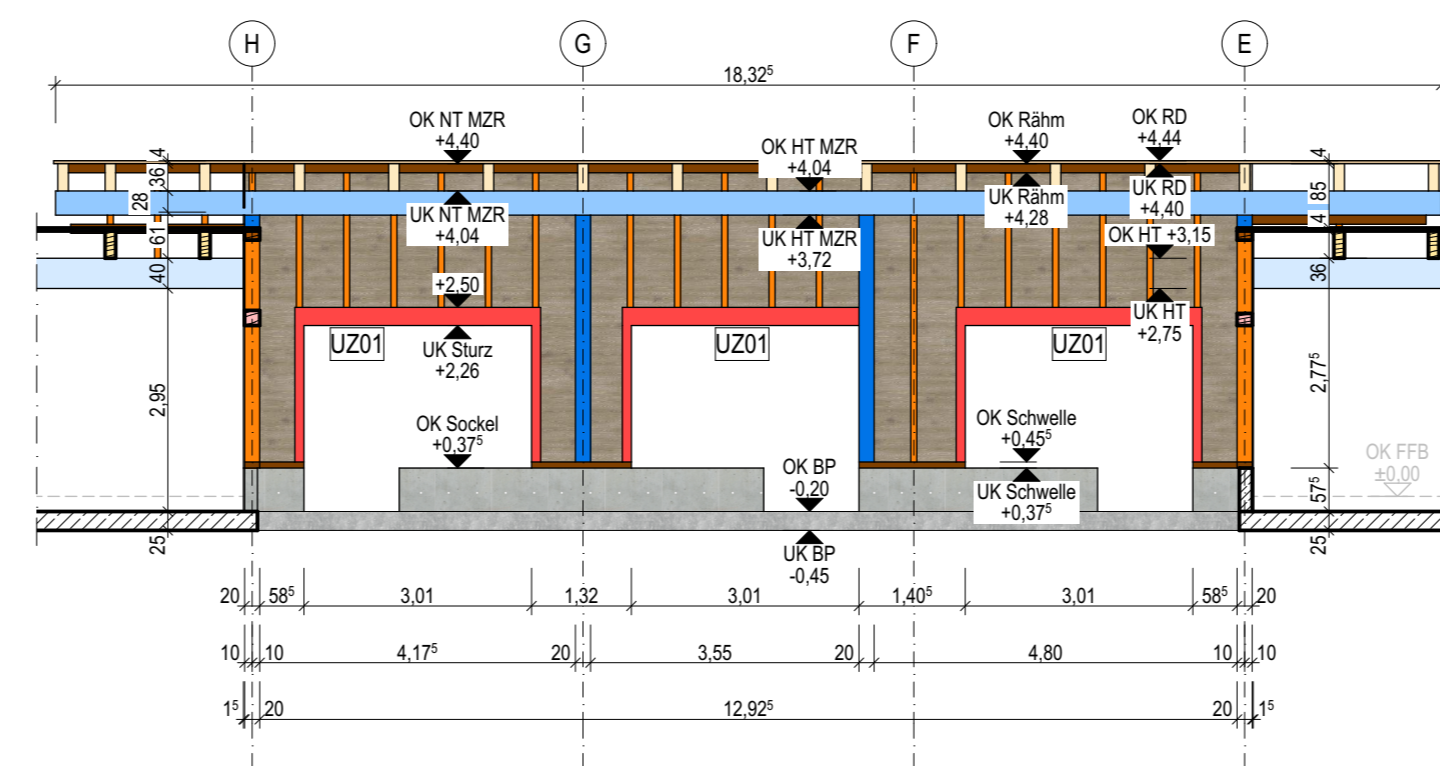 H
G
F
E
18,32⁵
OK NT MZR
+4,40
OK HT MZR
+4,04
OK Rähm
+4,40
OK RD
+4,44
4
36
28
61
40
2,95
25
UK NT MZR
+4,04
UK HT MZR
+3,72
UK Rähm
+4,28
UK RD
+4,40
OK HT +3,15
UK HT
+2,75
4
85
4
36
2,77⁵
57⁵
25
+2,50
UK Sturz
+2,26
UZ01
UZ01
UZ01
OK Sockel
+0,37⁵
OK BP
-0,20
UK BP
-0,45
OK Schwelle
+0,45⁵
UK Schwelle
+0,37⁵
OK FFB
±0,00
20 58⁵ 3,01 1,32 3,01 1,40⁵ 3,01 58⁵ 20
10 10 4,17⁵ 20 3,55 20 4,80 10 10
1⁵ 20 12,92⁵ 20 1⁵